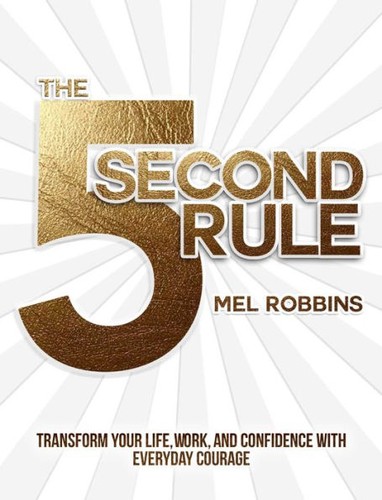 THE
5 SECOND
RULE
MEL ROBBINS
TRANSFORM YOUR LIFE, WORK, AND CONFIDENCE WITH
EVERYDAY COURAGE